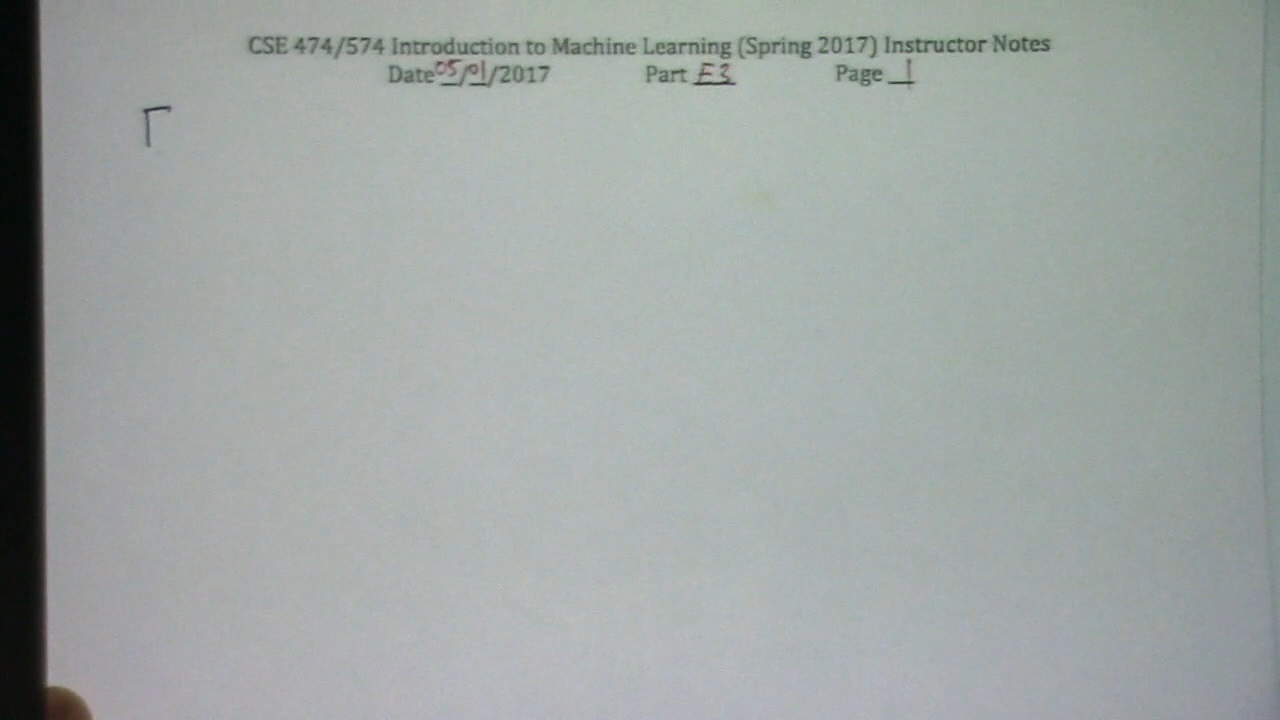 CSE 474/574 Introduction to Machine Learning (Spring 2017) Instructor Notes
Date 05/01/2017 Part E3 Page 1